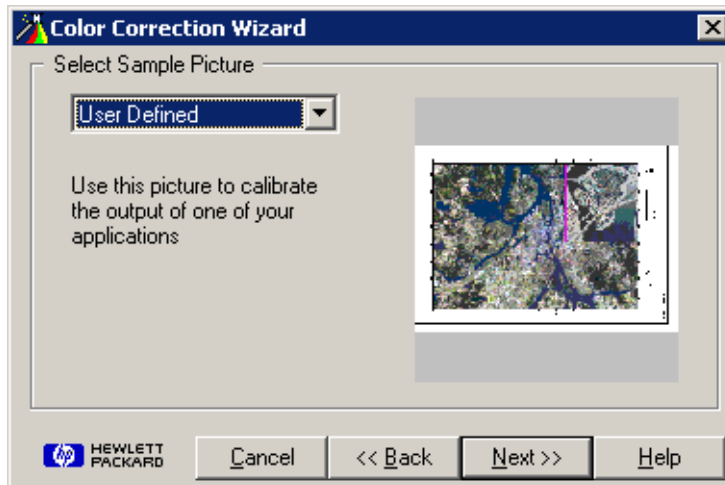 Color Correction Wizard
Select Sample Picture
User Defined
Use this picture to calibrate
the output of one of your
applications
hp HEWLETT
PACKARD
Cancel
<< Back
Next >>
Help